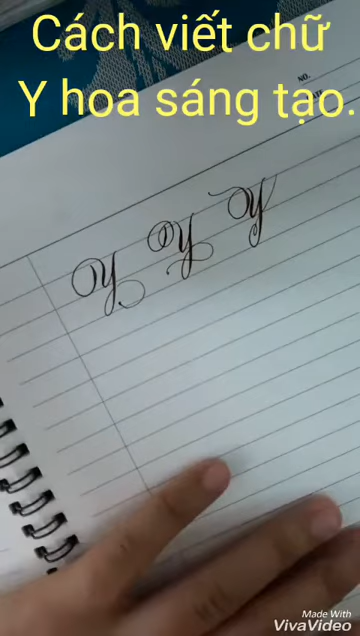 Cách viết chữ
Y hoa sáng tạo.
NO.
Y Y Y
Made With
VivaVideo